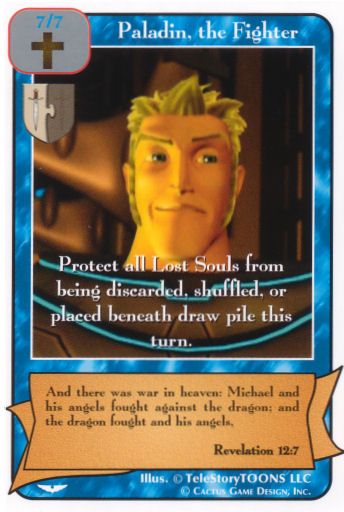 7/7
Paladin, the Fighter
Protect all Lost Souls from
being discarded, shuffled, or
placed beneath draw pile this
turn.
And there was war in heaven: Michael and
his angels fought against the dragon; and
the dragon fought and his angels,
Revelation 12:7
Illus. © TeleStoryTOONS LLC
© Cactus Game Design, Inc.